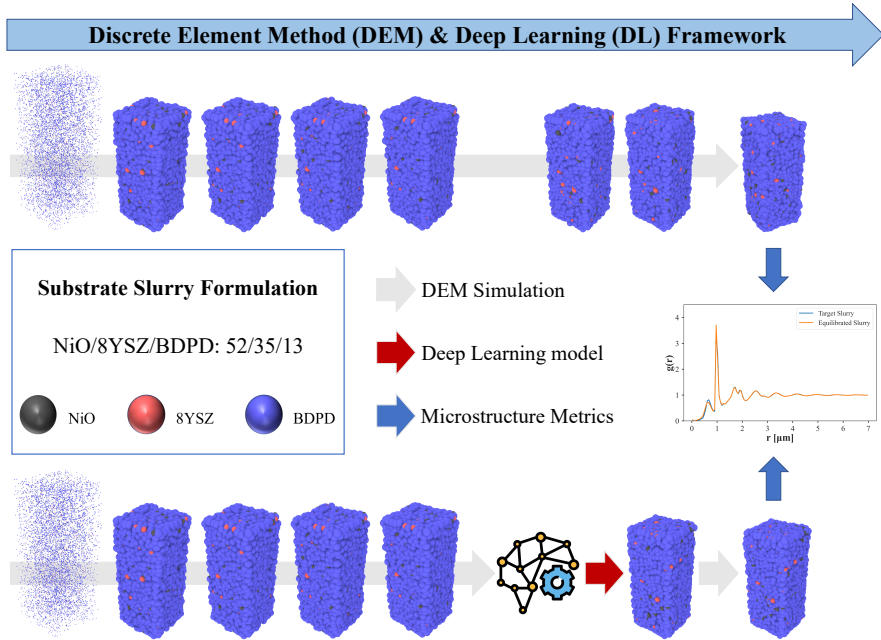 Discrete Element Method (DEM) & Deep Learning (DL) Framework
Substrate Slurry Formulation
NiO/8YSZ/BDPD: 52/35/13
NiO
8YSZ
BDPD
DEM Simulation
Deep Learning model
Microstructure Metrics
Target Slurry
Equilibrated Slurry
g(r)
4
3
2
1
0
0 1 2 3 4 5 6 7
r [μm]